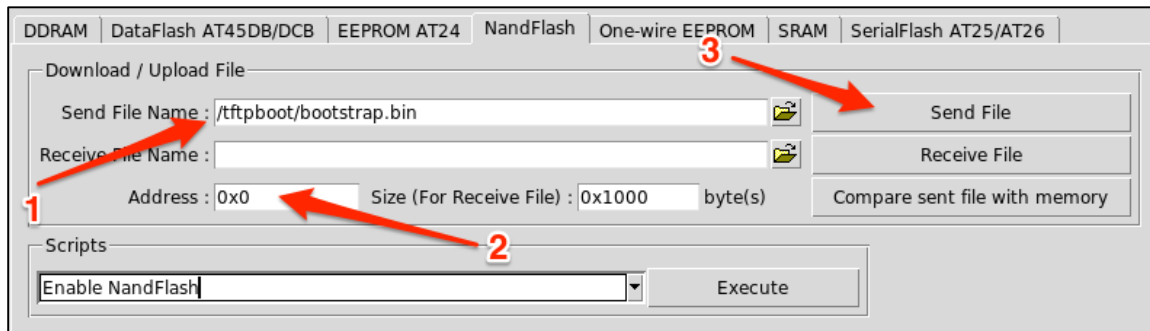 DDRAM DataFlash AT45DB/DCB EEPROM AT24 NandFlash One-wire EEPROM SRAM SerialFlash AT25/AT26
3
Download / Upload File
Send File Name : /tftpboot/bootstrap.bin Send File
Receive File Name : Receive File
1 Address : 0x0 Size (For Receive File) : 0x1000 byte(s) Compare sent file with memory
2
Scripts
Enable NandFlash Execute